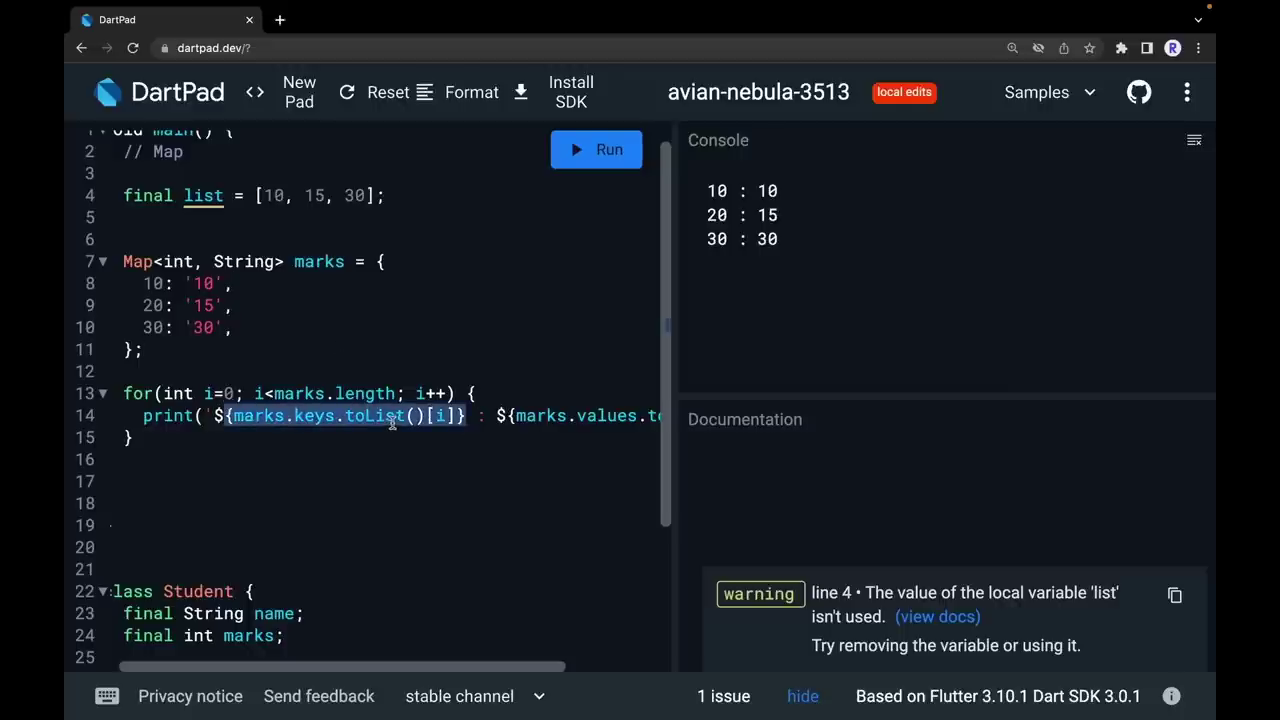 DartPad
dartpad.dev/?
R
DartPad
New Pad
Reset
Format
Install SDK
avian-nebula-3513
local edits
Samples
1 oid main() {
2 // Map
3
4 final list = [10, 15, 30];
5
6
7 Map<int, String> marks = {
8 10: '10',
9 20: '15',
10 30: '30',
11 };
12
13 for(int i=0; i<marks.length; i++) {
14 print('${marks.keys.toList()[i]} : ${marks.values.to
15 }
16
17
18
19
20
21
22 lass Student {
23 final String name;
24 final int marks;
25
Run
Console
10 : 10
20 : 15
30 : 30
Documentation
warning
line 4 • The value of the local variable 'list'
isn't used. (view docs)
Try removing the variable or using it.
Privacy notice
Send feedback
stable channel
1 issue
hide
Based on Flutter 3.10.1 Dart SDK 3.0.1